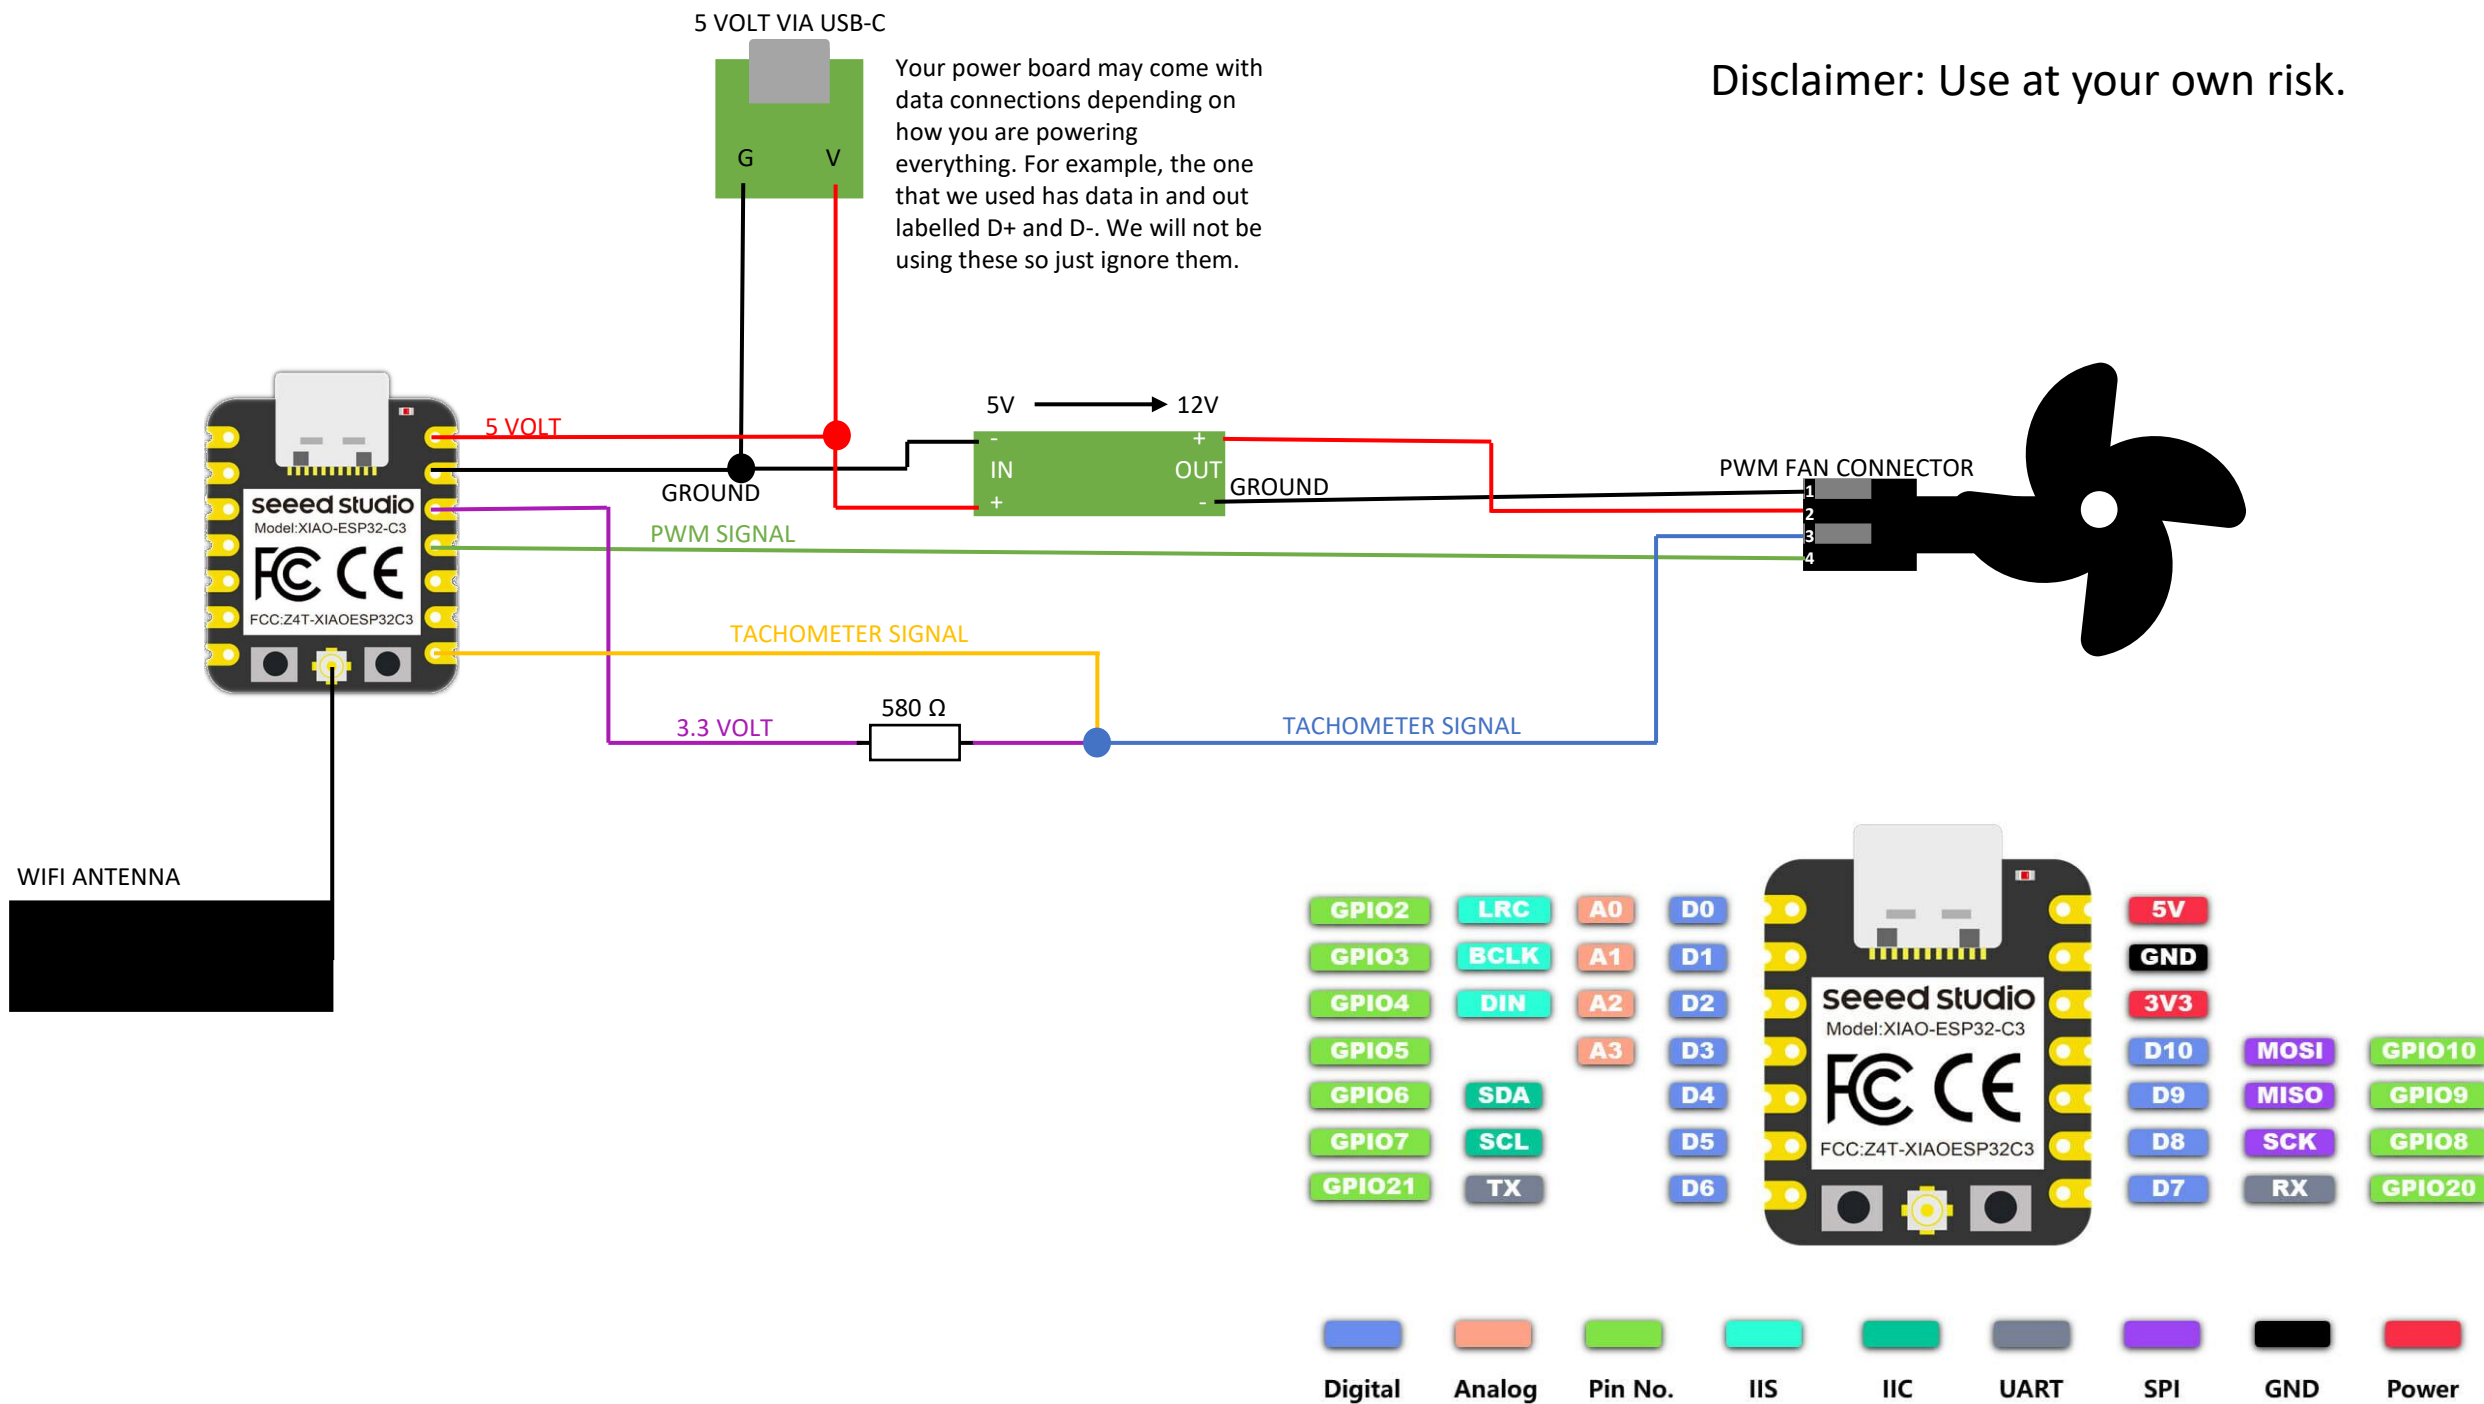 5 VOLT VIA USB-C
G V
Your power board may come with
data connections depending on
how you are powering
everything. For example, the one
that we used has data in and out
labelled D+ and D-. We will not be
using these so just ignore them.
Disclaimer: Use at your own risk.
5 VOLT
GROUND
PWM SIGNAL
TACHOMETER SIGNAL
3.3 VOLT
580 Ω
TACHOMETER SIGNAL
5V 12V
- +
IN OUT
+ -
GROUND
PWM FAN CONNECTOR
1
2
3
4
seeed studio
Model:XIAO-ESP32-C3
FC CE
FCC:Z4T-XIAOESP32C3
WIFI ANTENNA
GPIO2 LRC A0 D0 5V
GPIO3 BCLK A1 D1 GND
GPIO4 DIN A2 D2 3V3
GPIO5 A3 D3 D10 MOSI GPIO10
GPIO6 SDA D4 D9 MISO GPIO9
GPIO7 SCL D5 D8 SCK GPIO8
GPIO21 TX D6 D7 RX GPIO20
seeed studio
Model:XIAO-ESP32-C3
FC CE
FCC:Z4T-XIAOESP32C3
Digital Analog Pin No. IIS IIC UART SPI GND Power